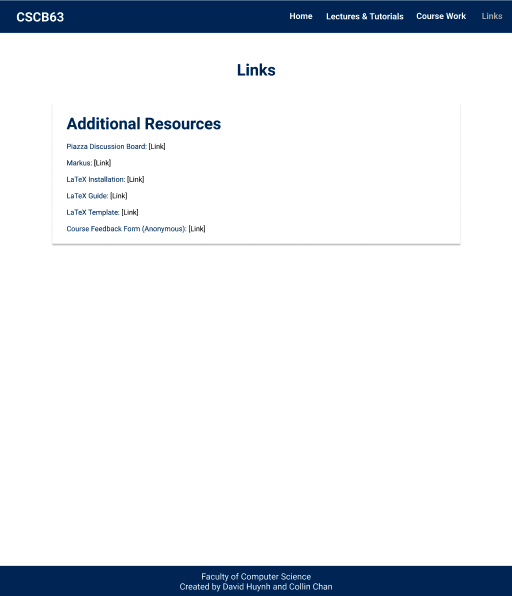 CSCB63
Home Lectures & Tutorials Course Work Links
Links
Additional Resources
Piazza Discussion Board: [Link]
Markus: [Link]
LaTeX Installation: [Link]
LaTeX Guide: [Link]
LaTeX Template: [Link]
Course Feedback Form (Anonymous): [Link]
Faculty of Computer Science
Created by David Huynh and Collin Chan